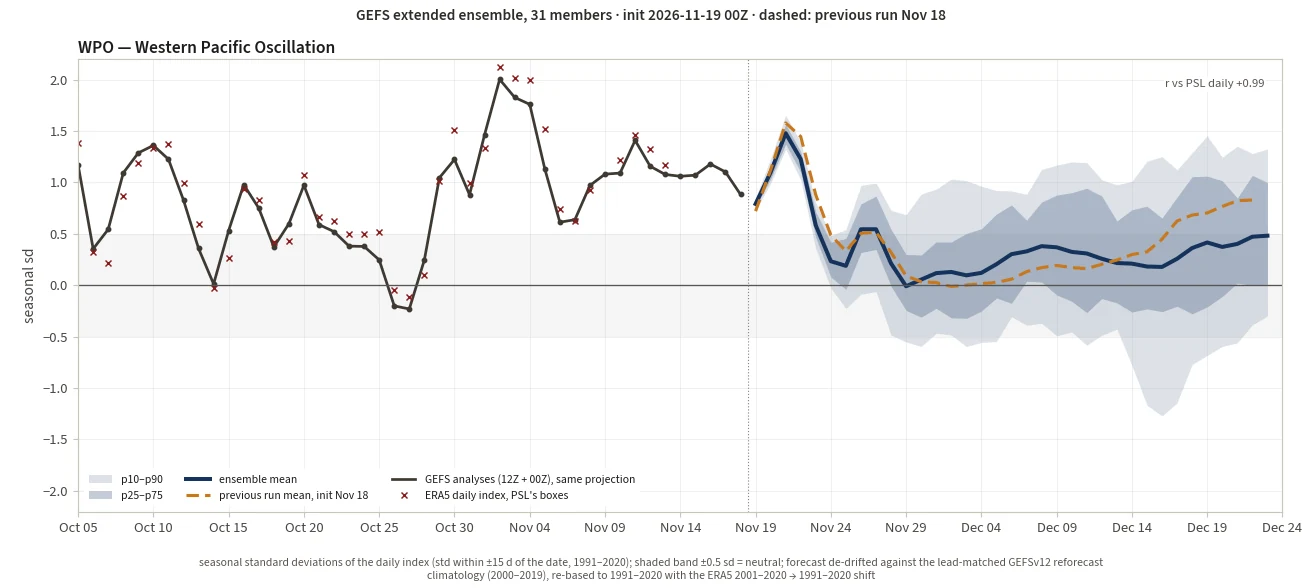 GEFS extended ensemble, 31 members · init 2026-11-19 00Z · dashed: previous run Nov 18
WPO — Western Pacific Oscillation
r vs PSL daily +0.99
seasonal sd
2.0
1.5
1.0
0.5
0.0
−0.5
−1.0
−1.5
−2.0
p10–p90
p25–p75
ensemble mean
previous run mean, init Nov 18
GEFS analyses (12Z + 00Z), same projection
ERA5 daily index, PSL's boxes
Oct 05 Oct 10 Oct 15 Oct 20 Oct 25 Oct 30 Nov 04 Nov 09 Nov 14 Nov 19 Nov 24 Nov 29 Dec 04 Dec 09 Dec 14 Dec 19 Dec 24
seasonal standard deviations of the daily index (std within ±15 d of the date, 1991–2020); shaded band ±0.5 sd = neutral; forecast de-drifted against the lead-matched GEFSv12 reforecast
climatology (2000–2019), re-based to 1991–2020 with the ERA5 2001–2020 → 1991–2020 shift